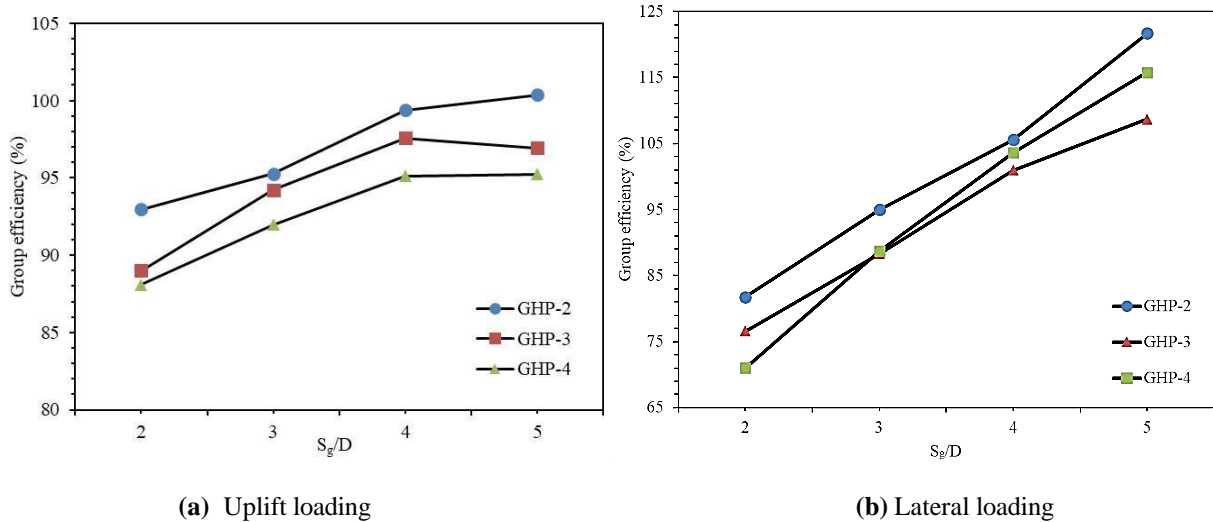 105
100
95
90
85
80
Group efficiency (%)
GHP-2
GHP-3
GHP-4
2 3 4 5
Sg/D
(a) Uplift loading
125
115
105
95
85
75
65
Group efficiency (%)
GHP-2
GHP-3
GHP-4
2 3 4 5
Sg/D
(b) Lateral loading